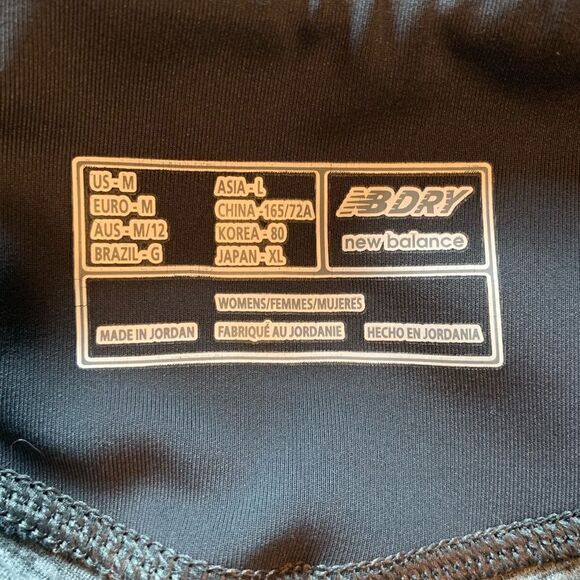 US - M
EURO - M
AUS - M/12
BRAZIL - G
ASIA - L
CHINA - 165/72A
KOREA - 80
JAPAN - XL
NB DRY
new balance
WOMENS/FEMMES/MUJERES
MADE IN JORDAN FABRIQUÉ AU JORDANIE HECHO EN JORDANIA